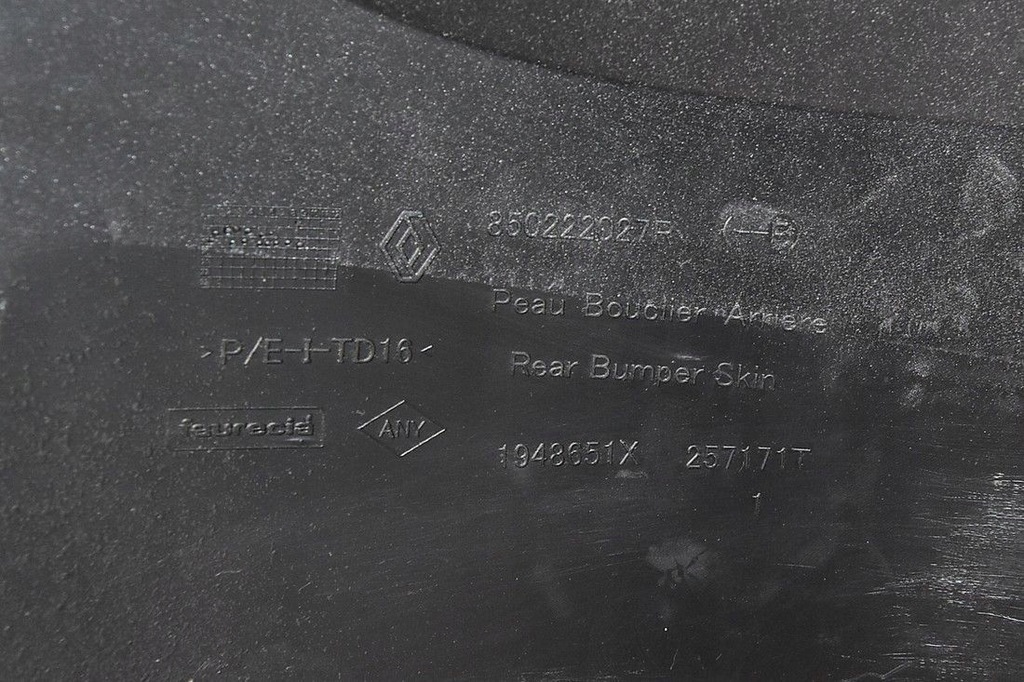 850222027R (—B)
Peau Bouclier Arriere
>P/E-I-TD16<
Rear Bumper Skin
faurecia
ANY
1948651X 257171T
1